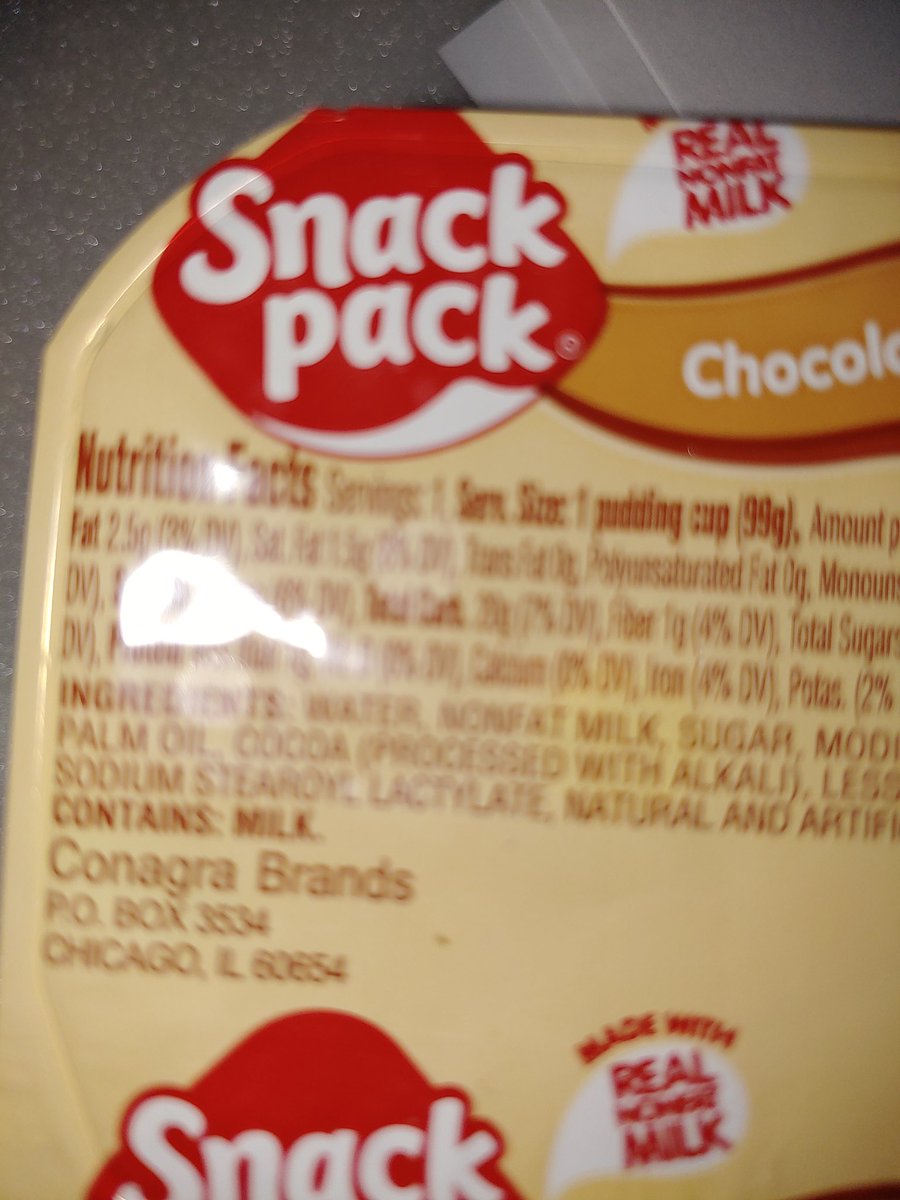 REAL
NONFAT
MILK
Snack
pack
Chocola
Nutrition Facts Servings: 1, Serv. Size: 1 pudding cup (99g), Amount p
Fat 2.5g (3% DV), Sat. Fat 1.5g DV), Trans Fat 0g, Polyunsaturated Fat 0g, Monouns
DV), DV), Total Carb. 20g (7% DV), Fiber 1g (4% DV), Total Sugars
DV), (0% DV), Calcium (0% DV), Iron (4% DV), Potas. (2%
INGREDIENTS: WATER, NONFAT MILK, SUGAR, MODI
PALM OIL, COCOA (PROCESSED WITH ALKALI), LESS
SODIUM STEAROYL LACTYLATE, NATURAL AND ARTIFI
CONTAINS: MILK.
Conagra Brands
P.O. BOX 3534
CHICAGO, IL 60654
MADE WITH
REAL
NONFAT
MILK
Snack